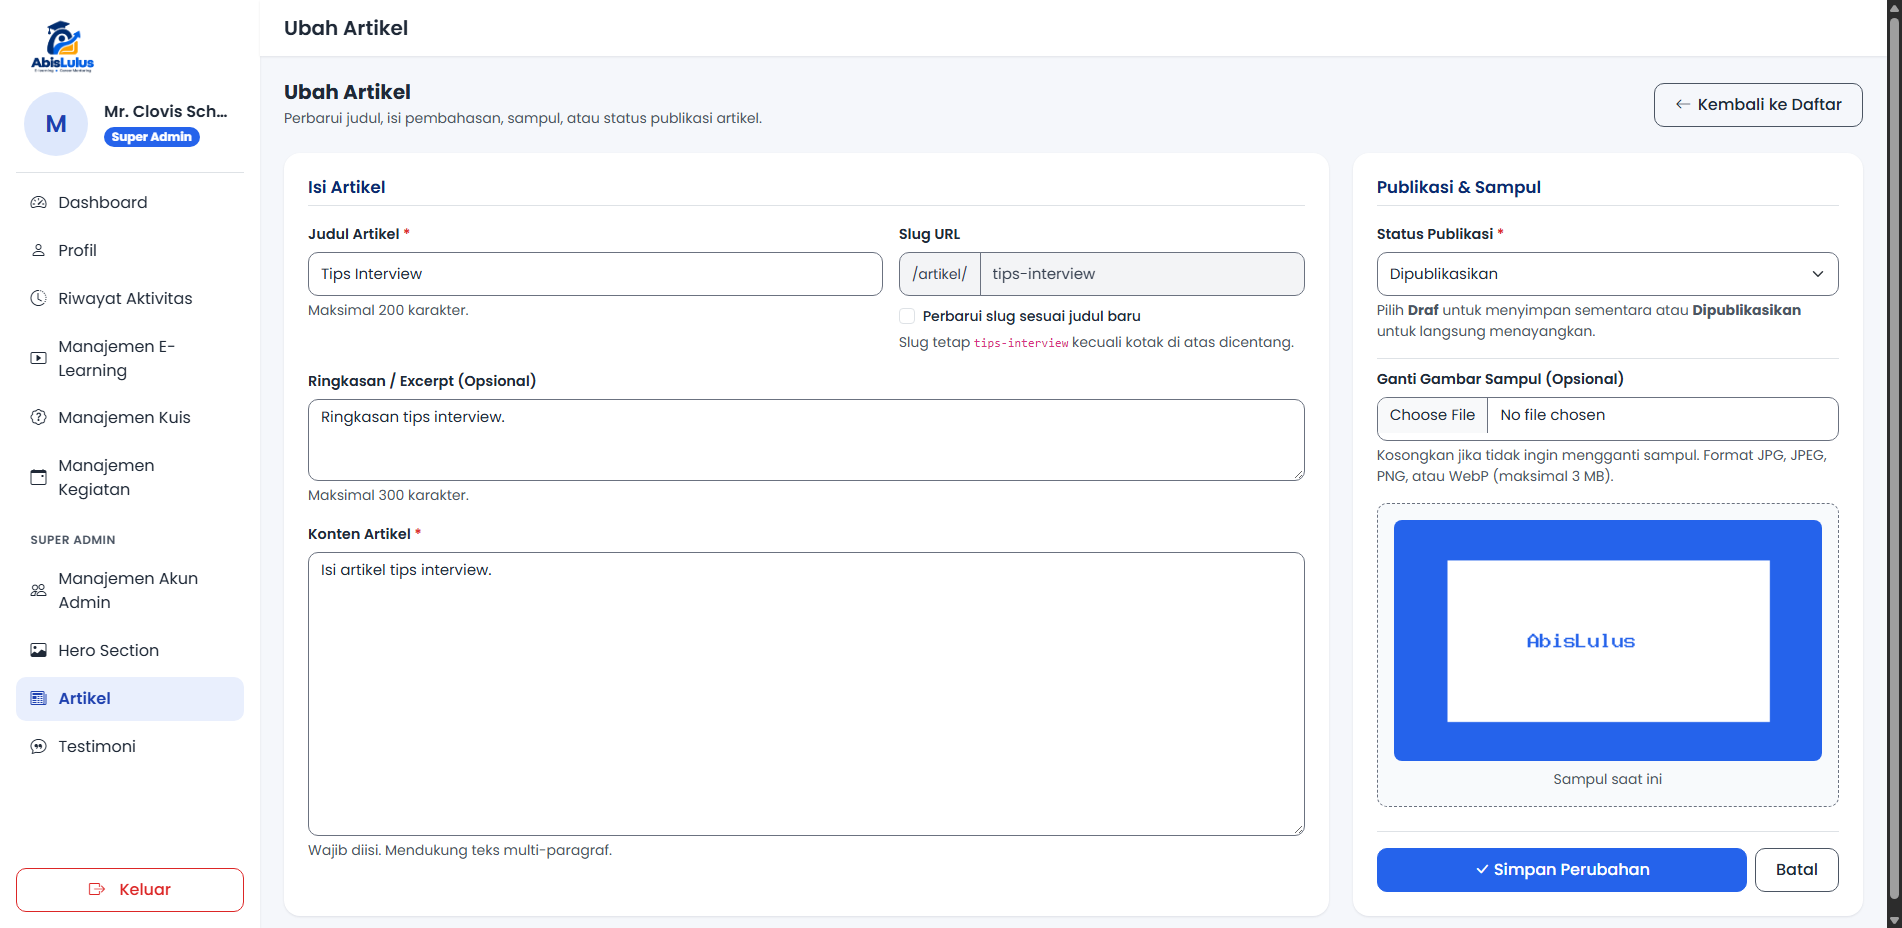 AbisLulus
M
Mr. Clovis Sch...
Super Admin
Dashboard
Profil
Riwayat Aktivitas
Manajemen E-
Learning
Manajemen Kuis
Manajemen
Kegiatan
SUPER ADMIN
Manajemen Akun
Admin
Hero Section
Artikel
Testimoni
Keluar
Ubah Artikel
Ubah Artikel
Perbarui judul, isi pembahasan, sampul, atau status publikasi artikel.
← Kembali ke Daftar
Isi Artikel
Judul Artikel *
Tips Interview
Maksimal 200 karakter.
Slug URL
/artikel/ tips-interview
Perbarui slug sesuai judul baru
Slug tetap tips-interview kecuali kotak di atas dicentang.
Ringkasan / Excerpt (Opsional)
Ringkasan tips interview.
Maksimal 300 karakter.
Konten Artikel *
Isi artikel tips interview.
Wajib diisi. Mendukung teks multi-paragraf.
Publikasi & Sampul
Status Publikasi *
Dipublikasikan
Pilih Draf untuk menyimpan sementara atau Dipublikasikan
untuk langsung menayangkan.
Ganti Gambar Sampul (Opsional)
Choose File No file chosen
Kosongkan jika tidak ingin mengganti sampul. Format JPG, JPEG,
PNG, atau WebP (maksimal 3 MB).
AbisLulus
Sampul saat ini
Simpan Perubahan
Batal